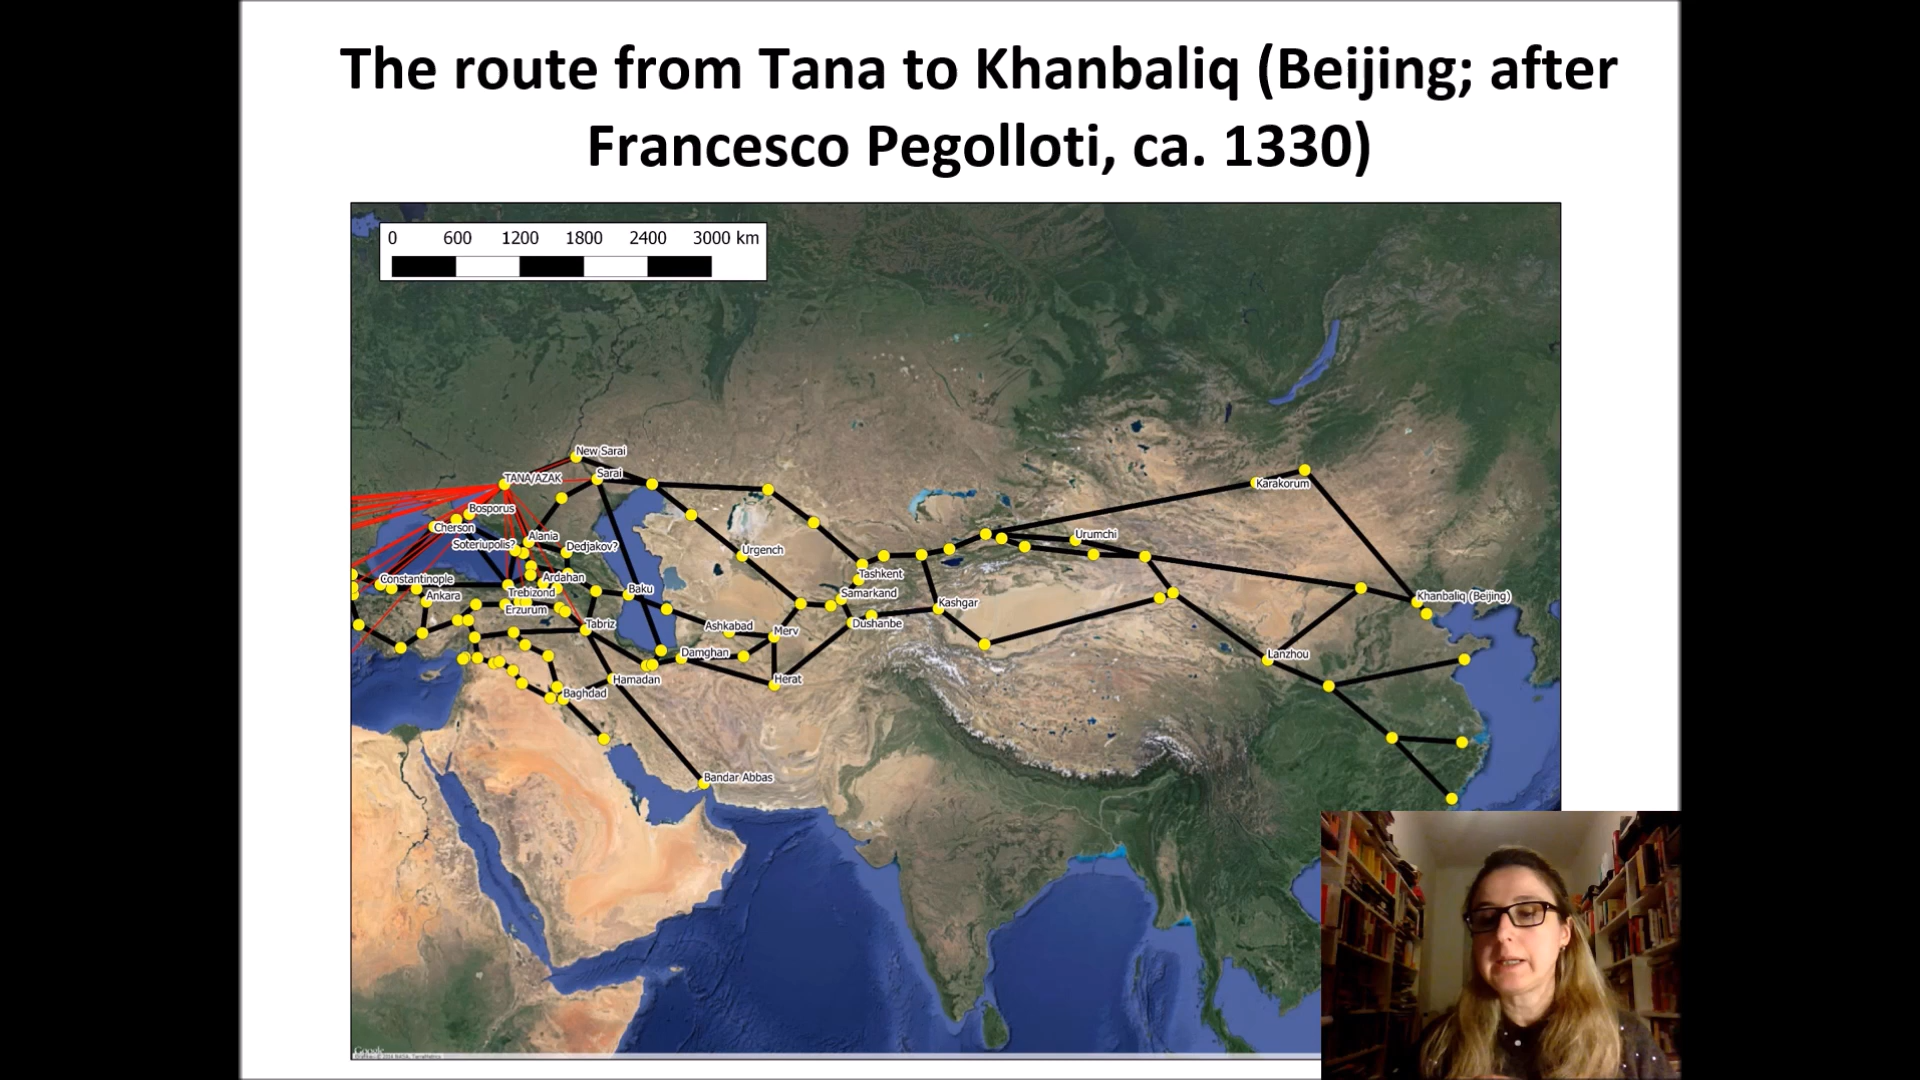 The route from Tana to Khanbaliq (Beijing; after
Francesco Pegolloti, ca. 1330)
0 600 1200 1800 2400 3000 km
New Sarai
Sarai
TANA/AZAK
Karakorum
Bosporus
Cherson
Alania
Urumchi
Soteriupolis?
Dedjakov?
Urgench
Tashkent
Constantinople
Ardahan
Baku
Trebizond
Samarkand
Ankara
Khanbaliq (Beijing)
Erzurum
Kashgar
Tabriz
Ashkabad
Merv
Dushanbe
Damghan
Lanzhou
Hamadan
Herat
Baghdad
Bandar Abbas
Google